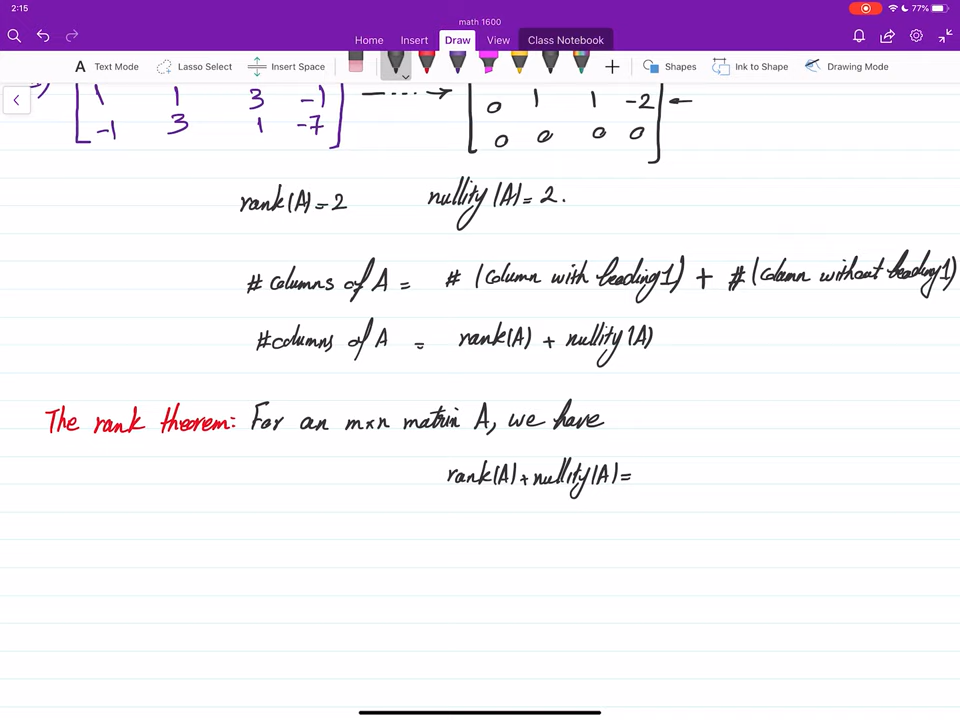 2:15
77%
math 1600
Home Insert Draw View Class Notebook
Text Mode Lasso Select Insert Space Shapes Ink to Shape Drawing Mode
1 1 3 -1 0 1 1 -2
-1 3 1 -7 0 0 0 0
rank(A) = 2 nullity(A) = 2.
# columns of A = # (column with leading 1) + # (column without leading 1)
# columns of A = rank(A) + nullity(A)
The rank theorem: For an m×n matrix A, we have
rank(A) + nullity(A) =